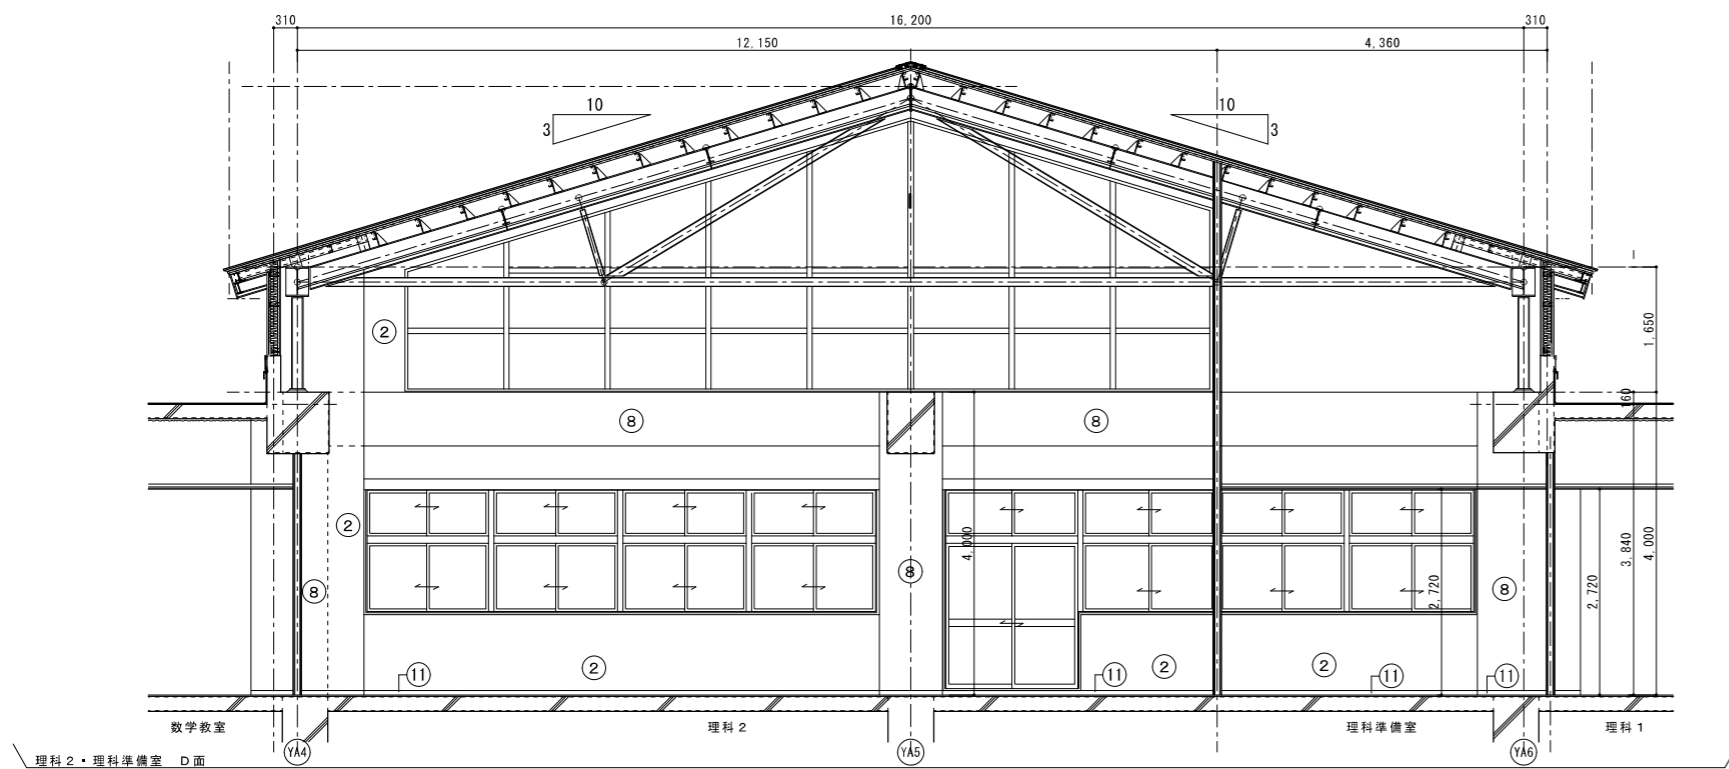 310 16,200 310
12,150 4,360
10 10
3 3
②
1,650
160
⑧ ⑧
②
⑧ 4,000 ⑧ 2,720 ⑧ 2,720 3,840 4,000
② ② ②
⑪ ⑪ ⑪ ⑪
数学教室 理科2 理科準備室 理科1
YA4 YA5 YA6
理科2・理科準備室 D面